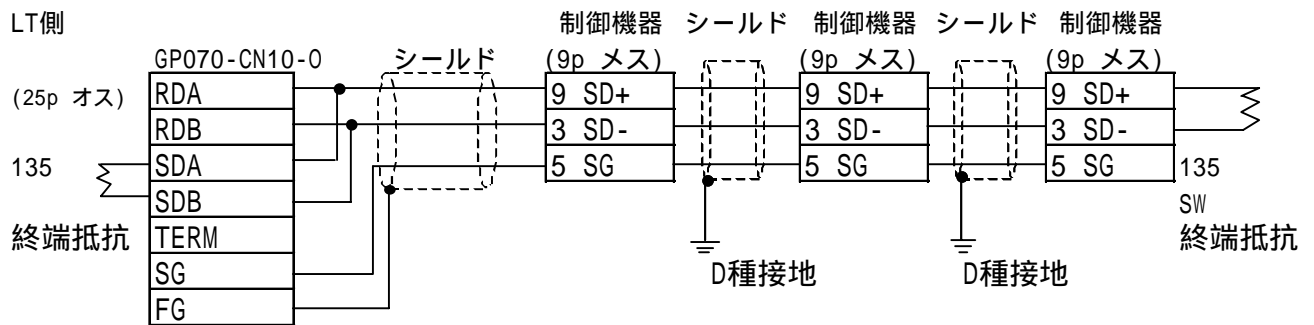 LT側
制御機器 シールド 制御機器 シールド 制御機器
GP070-CN10-O シールド (9p メス) (9p メス) (9p メス)
(25p オス) RDA 9 SD+ 9 SD+ 9 SD+
RDB 3 SD- 3 SD- 3 SD-
135 SDA 5 SG 5 SG 5 SG 135
SDB SW
終端抵抗 TERM 終端抵抗
SG D種接地 D種接地
FG